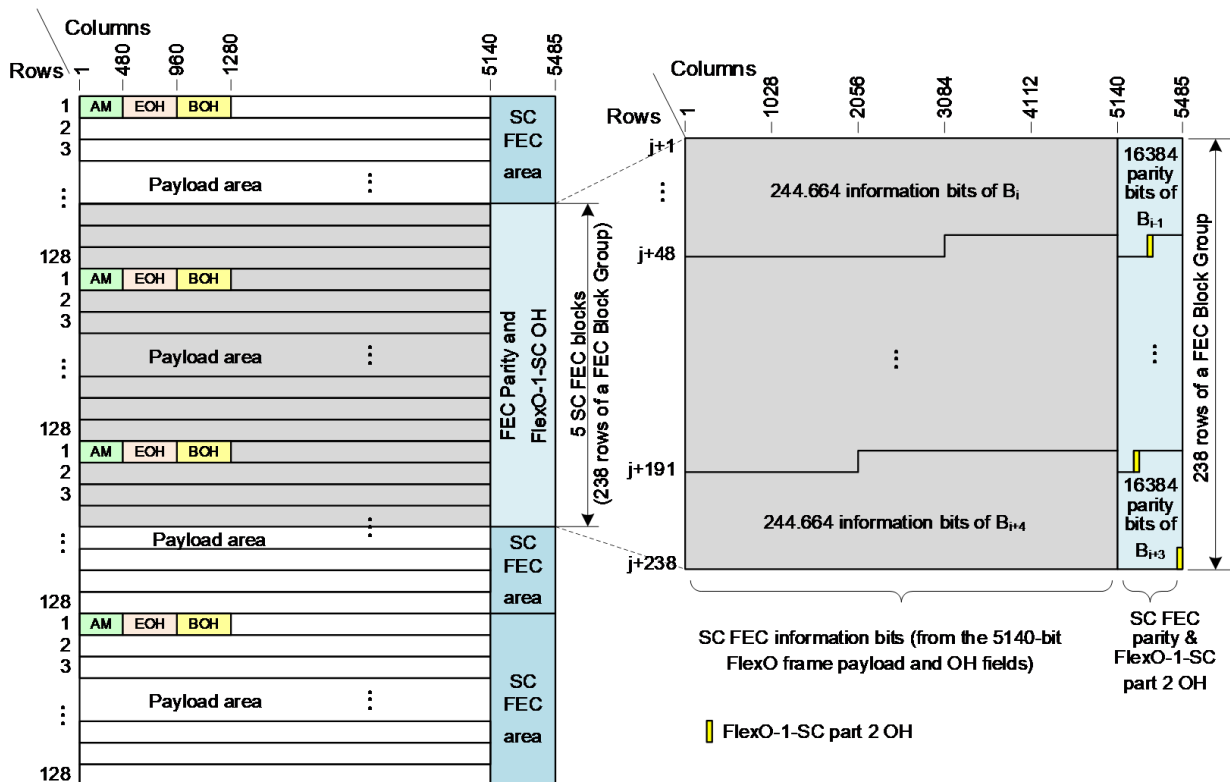 Columns
Rows
1
480
960
1280
5140
5485
1
AM
EOH
BOH
2
3
Payload area
⋮
⋮
128
SC
FEC
area
1
AM
EOH
BOH
2
3
Payload area
⋮
⋮
128
1
AM
EOH
BOH
2
3
Payload area
⋮
⋮
128
FEC Parity and
FlexO-1-SC OH
5 SC FEC blocks
(238 rows of a FEC Block Group)
SC
FEC
area
1
AM
EOH
BOH
2
3
Payload area
⋮
⋮
128
SC
FEC
area
Columns
Rows
1
1028
2056
3084
4112
5140
5485
j+1
⋮
j+48
j+191
j+238
244.664 information bits of Bi
16384
parity
bits of
Bi-1
⋮
⋮
244.664 information bits of Bi+4
16384
parity
bits of
Bi+3
238 rows of a FEC Block Group
SC FEC information bits (from the 5140-bit
FlexO frame payload and OH fields)
SC FEC
parity &
FlexO-1-SC
part 2 OH
FlexO-1-SC part 2 OH